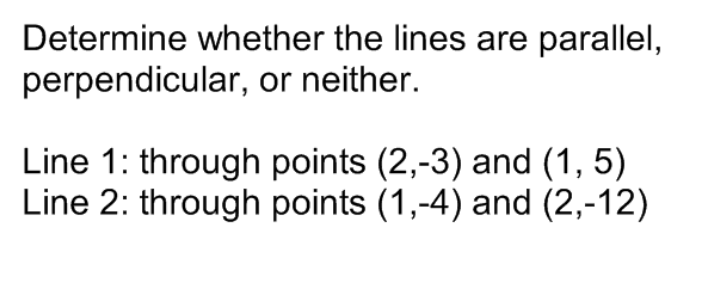 Determine whether the lines are parallel,
perpendicular, or neither.
Line 1: through points (2,-3) and (1, 5)
Line 2: through points (1,-4) and (2,-12)